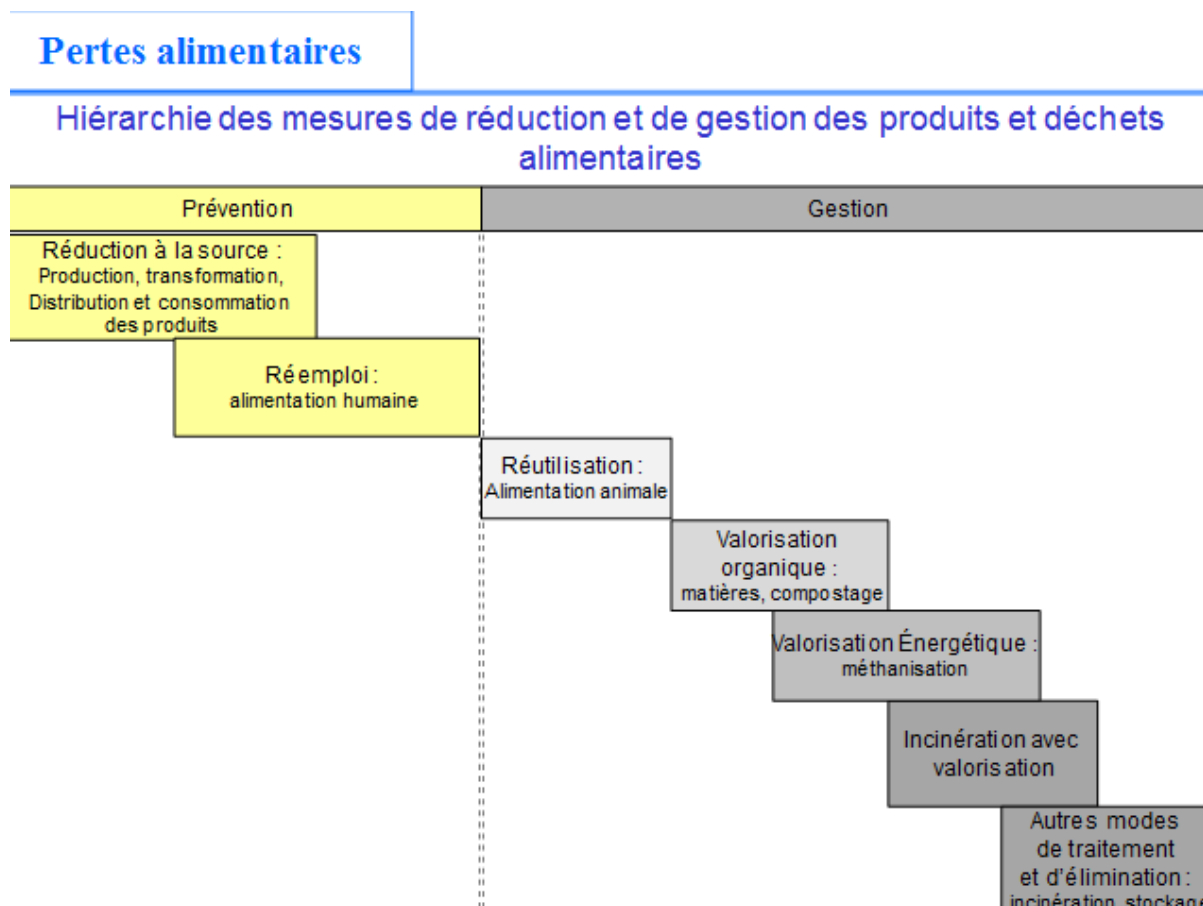 Pertes alimentaires
Hiérarchie des mesures de réduction et de gestion des produits et déchets
alimentaires
Prévention
Gestion
Réduction à la source :
Production, transformation,
Distribution et consommation
des produits
Réemploi :
alimentation humaine
Réutilisation :
Alimentation animale
Valorisation
organique :
matières, compostage
Valorisation Énergétique :
méthanisation
Incinération avec
valorisation
Autres modes
de traitement
et d'élimination :
incinération, stockage